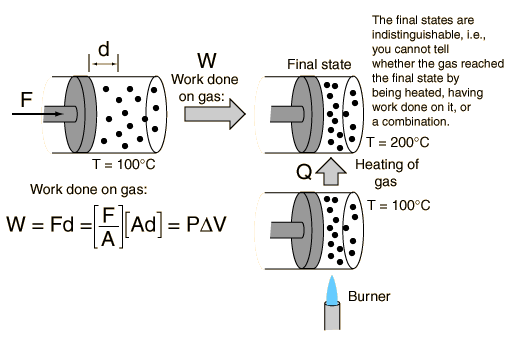 d
F
T = 100°C
W
Work done
on gas:
Final state
The final states are
indistinguishable, i.e.,
you cannot tell
whether the gas reached
the final state by
being heated, having
work done on it, or
a combination.
T = 200°C
Q
Heating of
gas
T = 100°C
Work done on gas:
W = Fd = [F/A][Ad] = PΔV
Burner